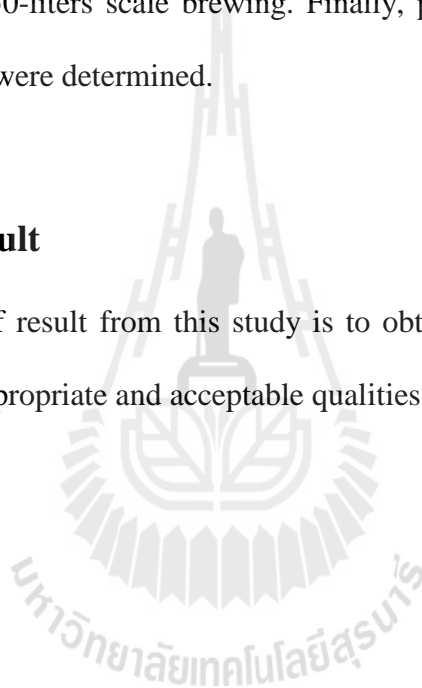 0-liters scale brewing. Finally, p
were determined.
ult
f result from this study is to obt
propriate and acceptable qualities
มหาวิทยาลัยเทคโนโลยีสุรนารี